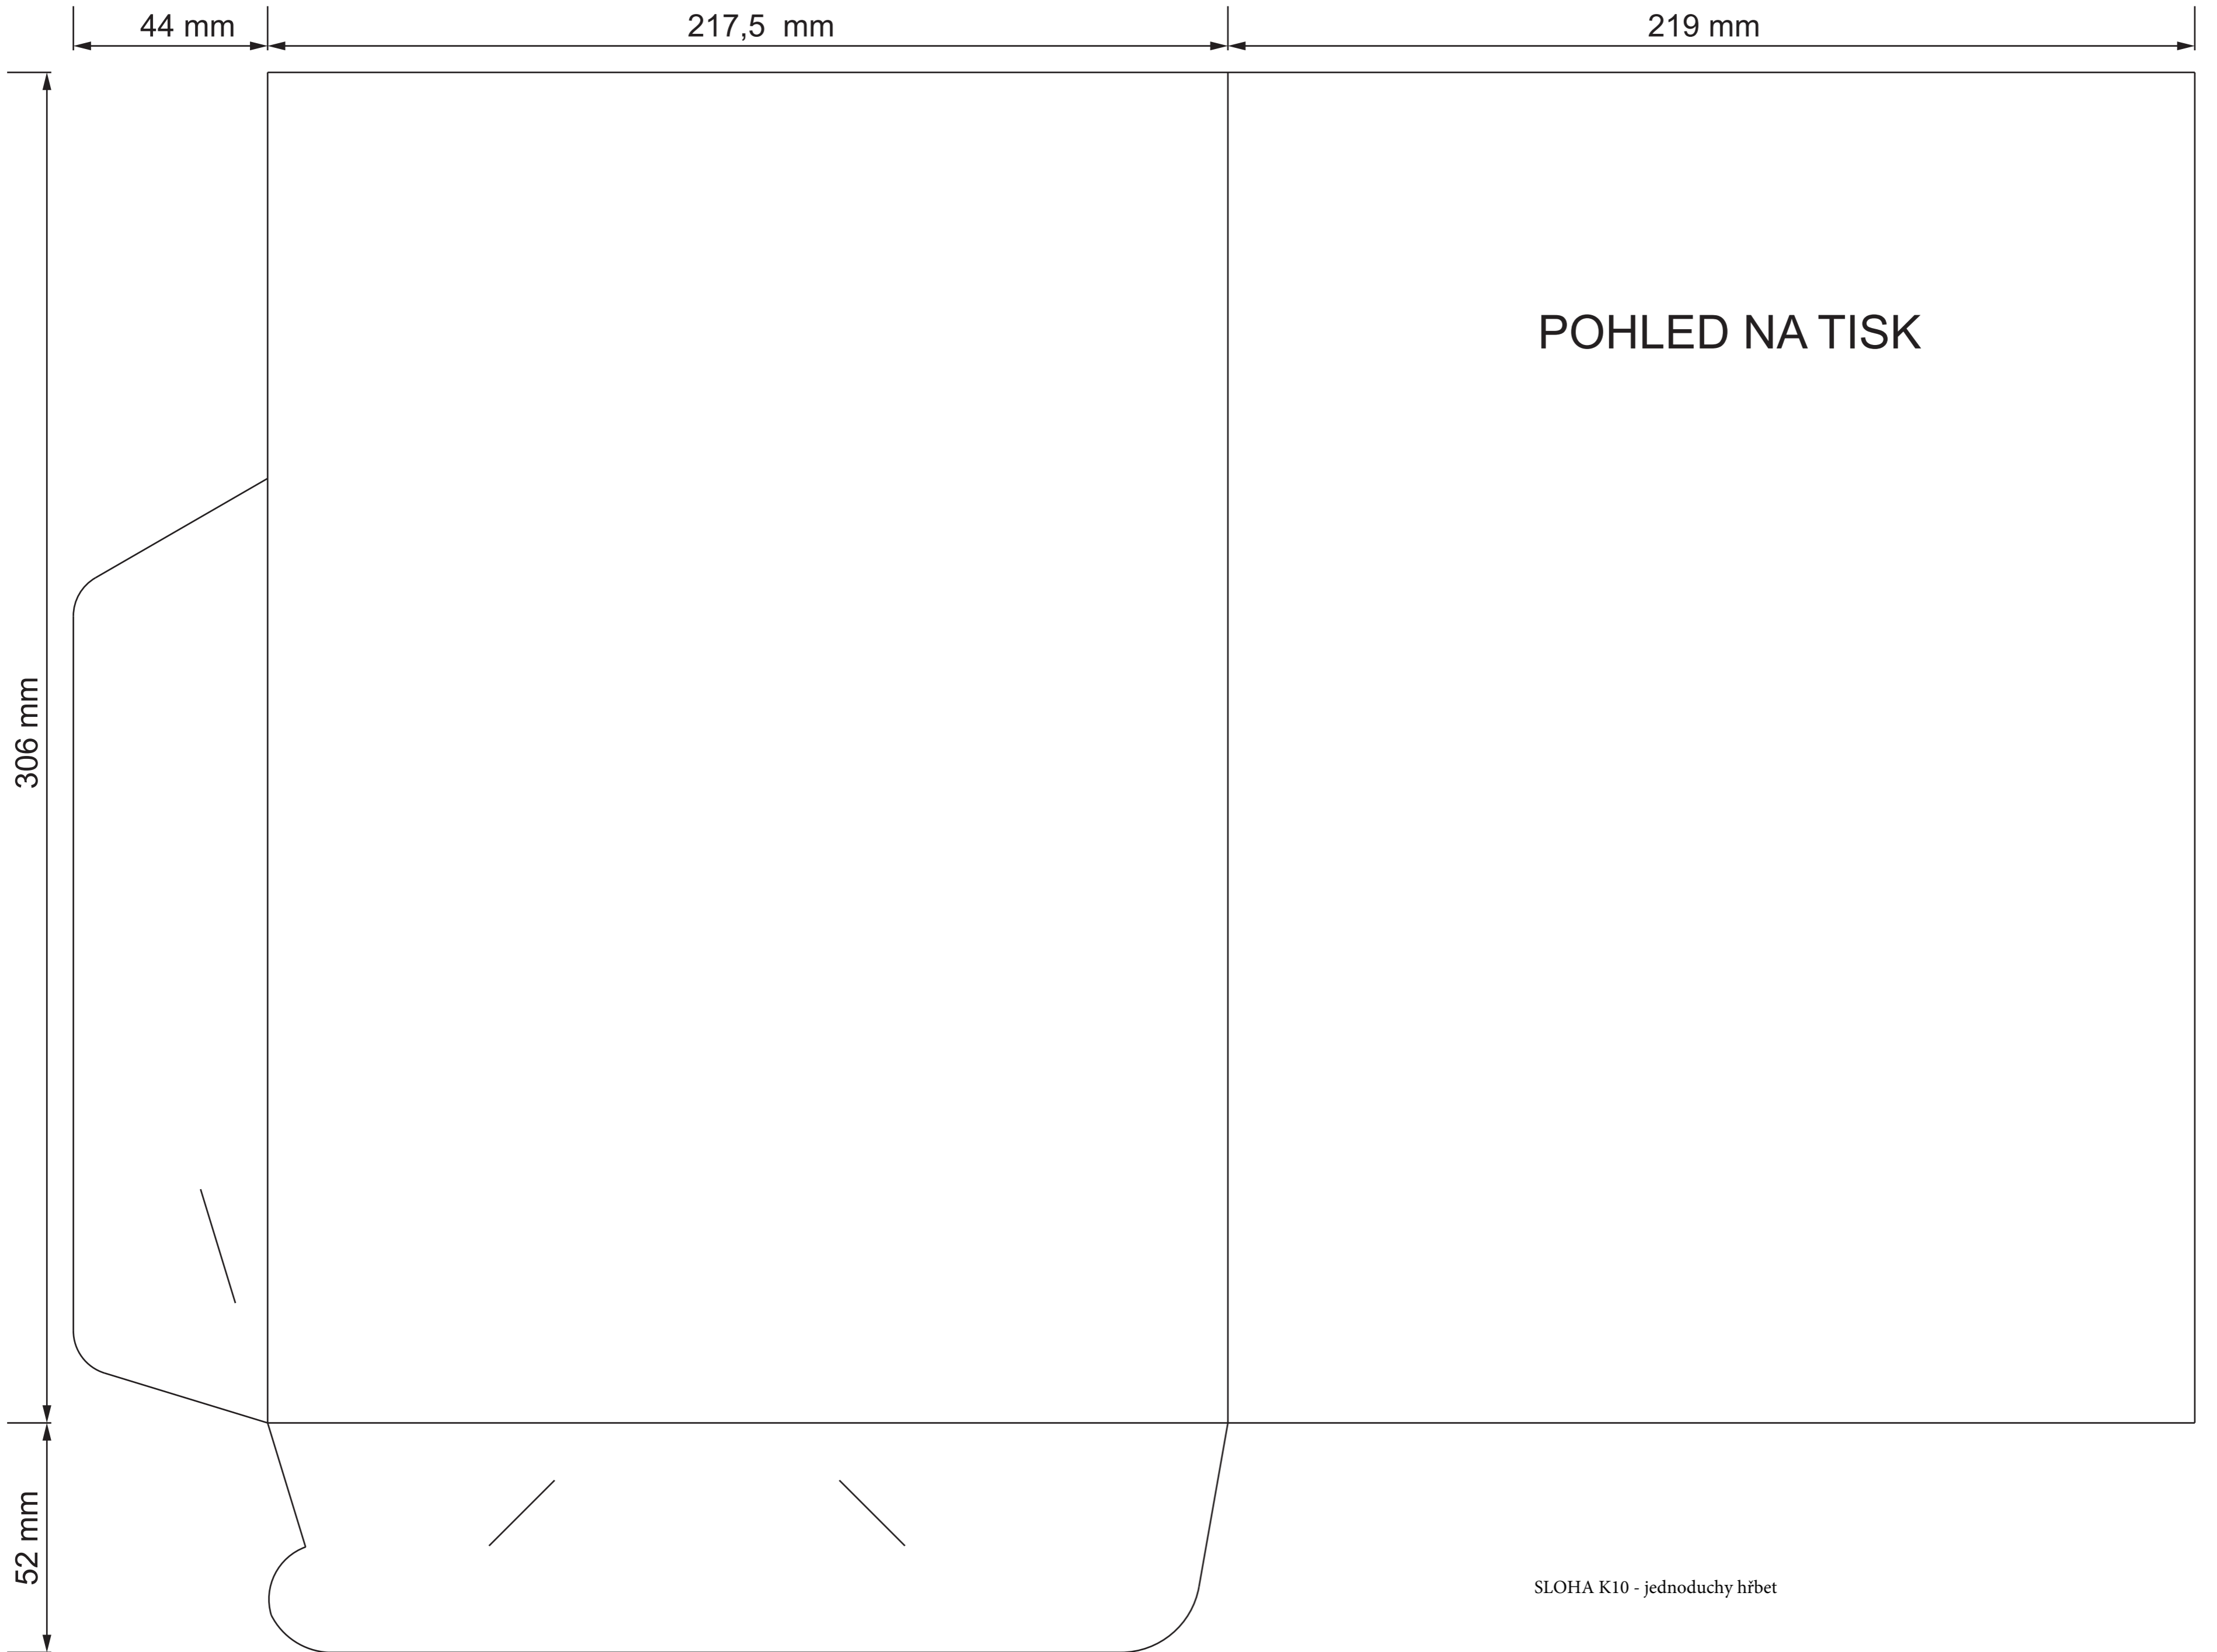 44 mm
217,5 mm
219 mm
POHLED NA TISK
306 mm
52 mm
SLOHA K10 - jednoduchy hřbet